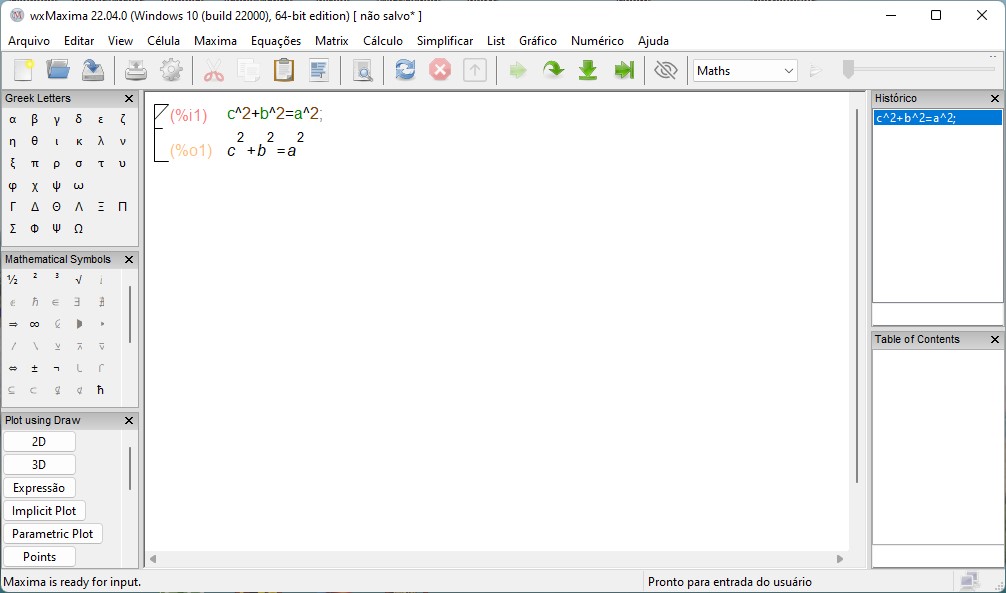 wxMaxima 22.04.0 (Windows 10 (build 22000), 64-bit edition) [ não salvo* ]
Arquivo Editar View Célula Maxima Equações Matrix Cálculo Simplificar List Gráfico Numérico Ajuda
Maths
Greek Letters
α β γ δ ε ζ
η θ ι κ λ ν
ξ π ρ σ τ υ
φ χ ψ ω
Γ Δ Θ Λ Ξ Π
Σ Φ Ψ Ω
Mathematical Symbols
½ ² ³ √ ⅈ
ⅇ ℏ ∈ ∃ ∄
⇒ ∞
⇔ ± ¬
⊆ ⊂ ħ
Plot using Draw
2D
3D
Expressão
Implicit Plot
Parametric Plot
Points
(%i1) c^2+b^2=a^2;
(%o1) c²+b²=a²
Histórico
c^2+b^2=a^2;
Table of Contents
Maxima is ready for input.
Pronto para entrada do usuário